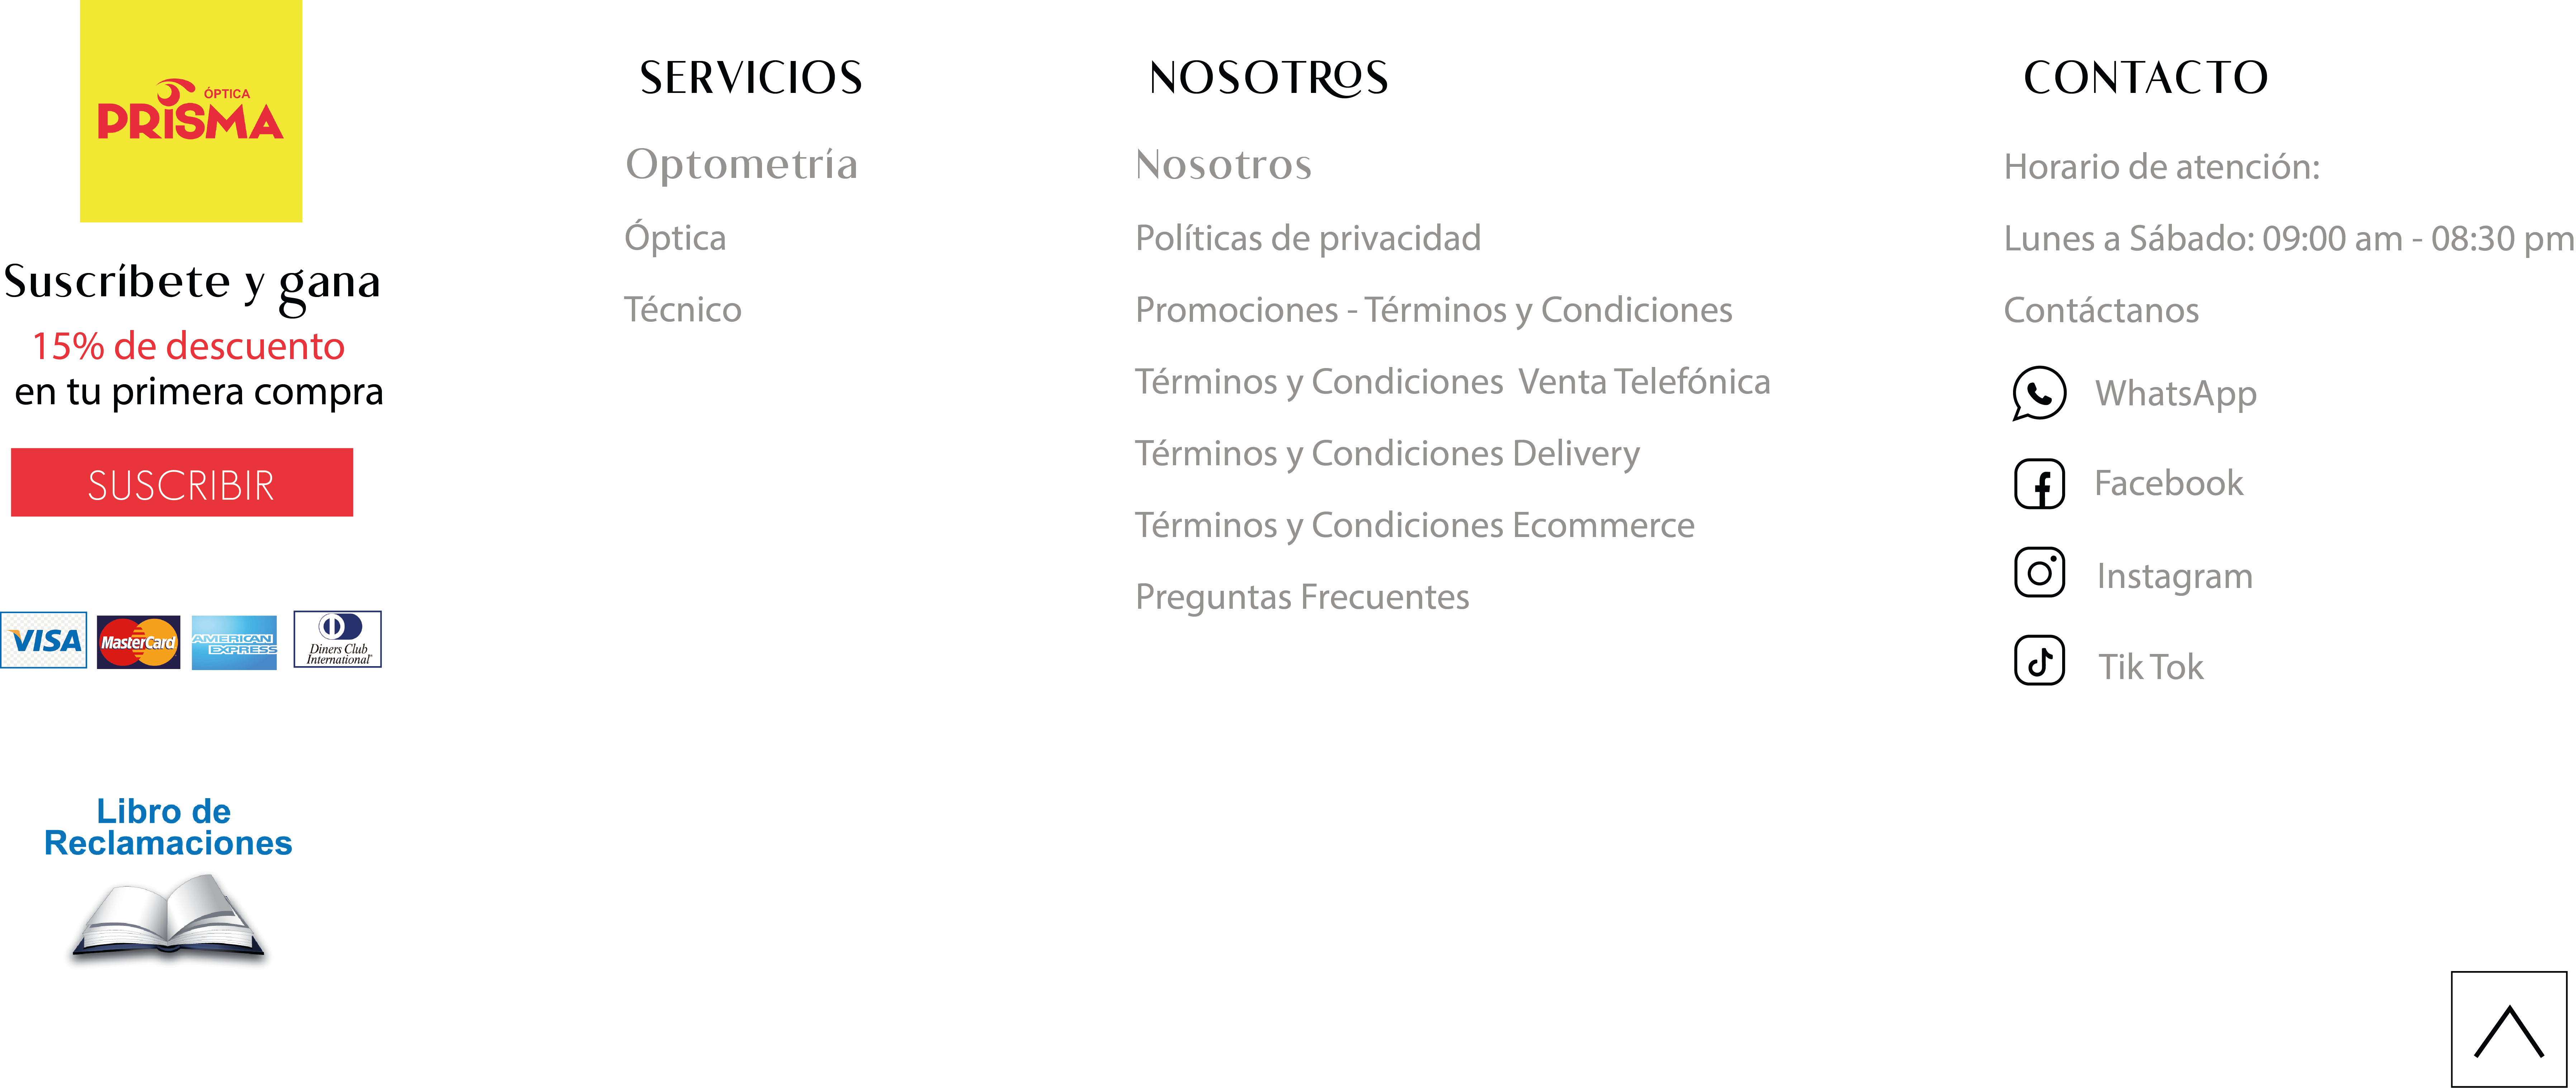 ÓPTICA
PRISMA
Suscríbete y gana
15% de descuento
en tu primera compra
SUSCRIBIR
VISA
MasterCard
AMERICAN
EXPRESS
Diners Club
International®
Libro de
Reclamaciones
SERVICIOS
Optometría
Óptica
Técnico
NOSOTROS
Nosotros
Políticas de privacidad
Promociones - Términos y Condiciones
Términos y Condiciones  Venta Telefónica
Términos y Condiciones Delivery
Términos y Condiciones Ecommerce
Preguntas Frecuentes
CONTACTO
Horario de atención:
Lunes a Sábado: 09:00 am - 08:30 pm
Contáctanos
WhatsApp
Facebook
Instagram
Tik Tok